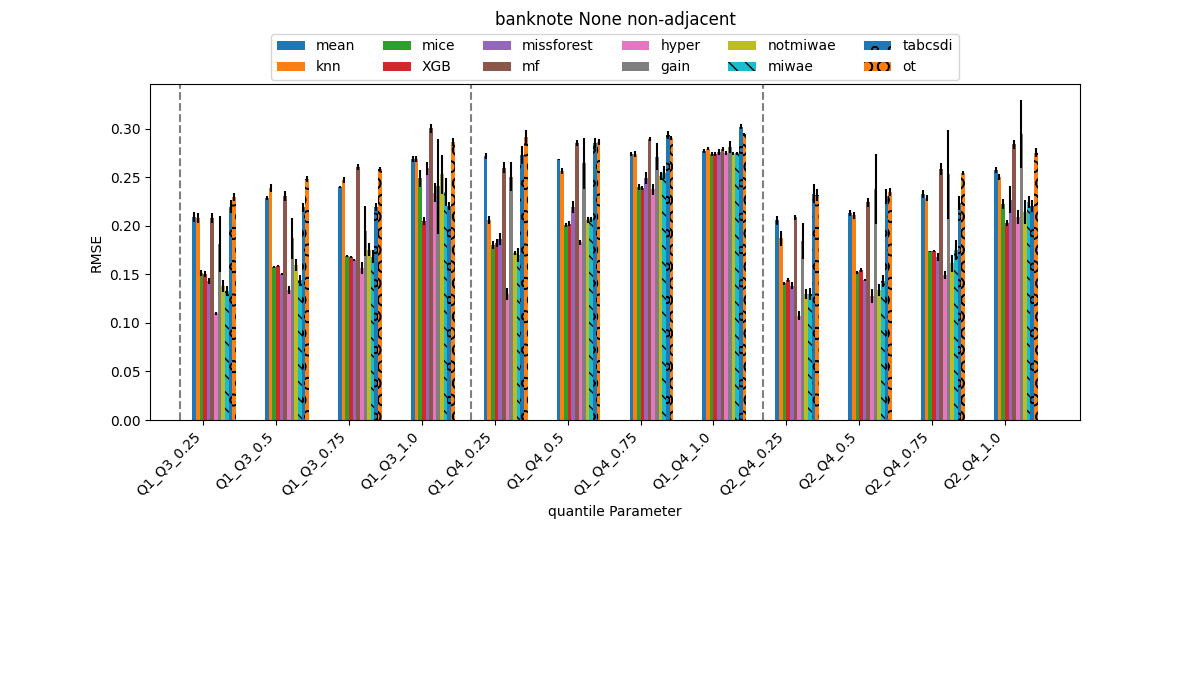 banknote None non-adjacent
mean mice missforest hyper notmiwae tabcsdi
knn XGB mf gain miwae ot
0.30
0.25
0.20
0.15
0.10
0.05
0.00
RMSE
Q1_Q3_0.25 Q1_Q3_0.5 Q1_Q3_0.75 Q1_Q3_1.0 Q1_Q4_0.25 Q1_Q4_0.5 Q1_Q4_0.75 Q1_Q4_1.0 Q2_Q4_0.25 Q2_Q4_0.5 Q2_Q4_0.75 Q2_Q4_1.0
quantile Parameter